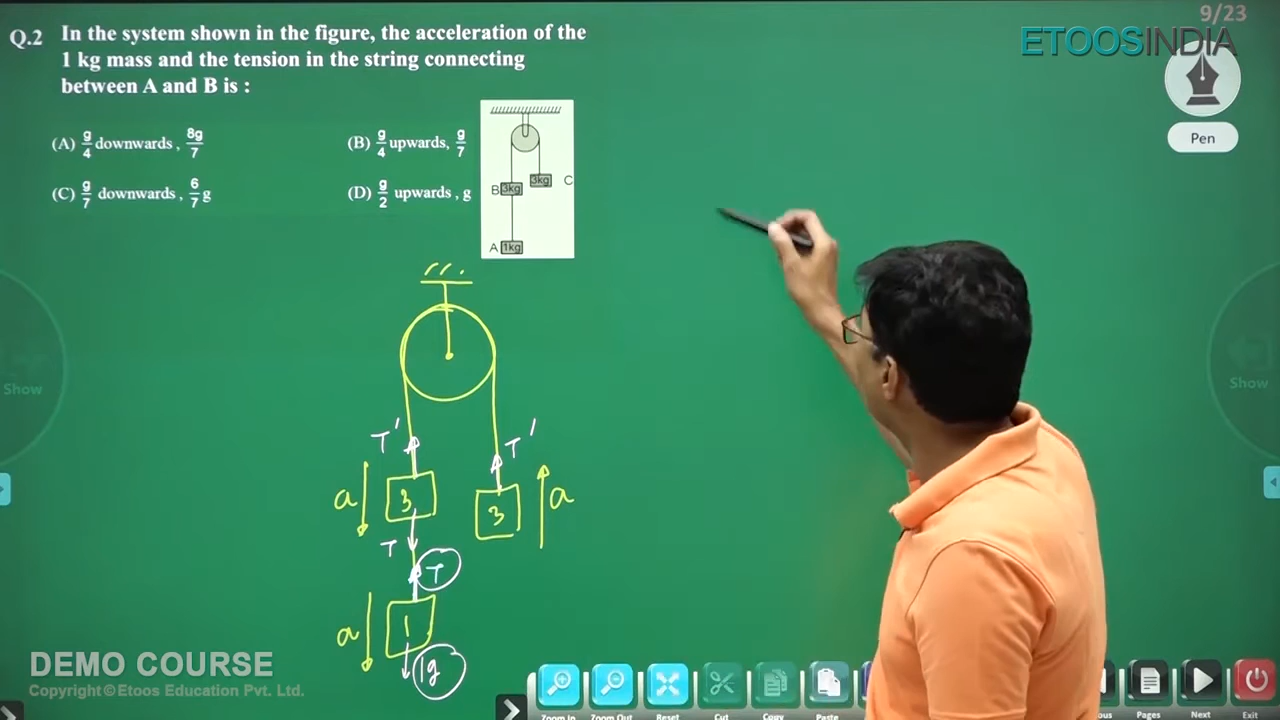 9/23
ETOOSINDIA
Pen
Q.2 In the system shown in the figure, the acceleration of the
1 kg mass and the tension in the string connecting
between A and B is :
(A) g/4 downwards , 8g/7
(B) g/4 upwards, g/7
(C) g/7 downwards , 6/7 g
(D) g/2 upwards , g
3kg C
B 3kg
A 1kg
T' T'
a 3 3 a
T
T
a 1
1g
Show
Show
DEMO COURSE
Copyright © Etoos Education Pvt. Ltd.
Zoom In Zoom Out Reset Cut Copy Paste ous Pages Next Exit